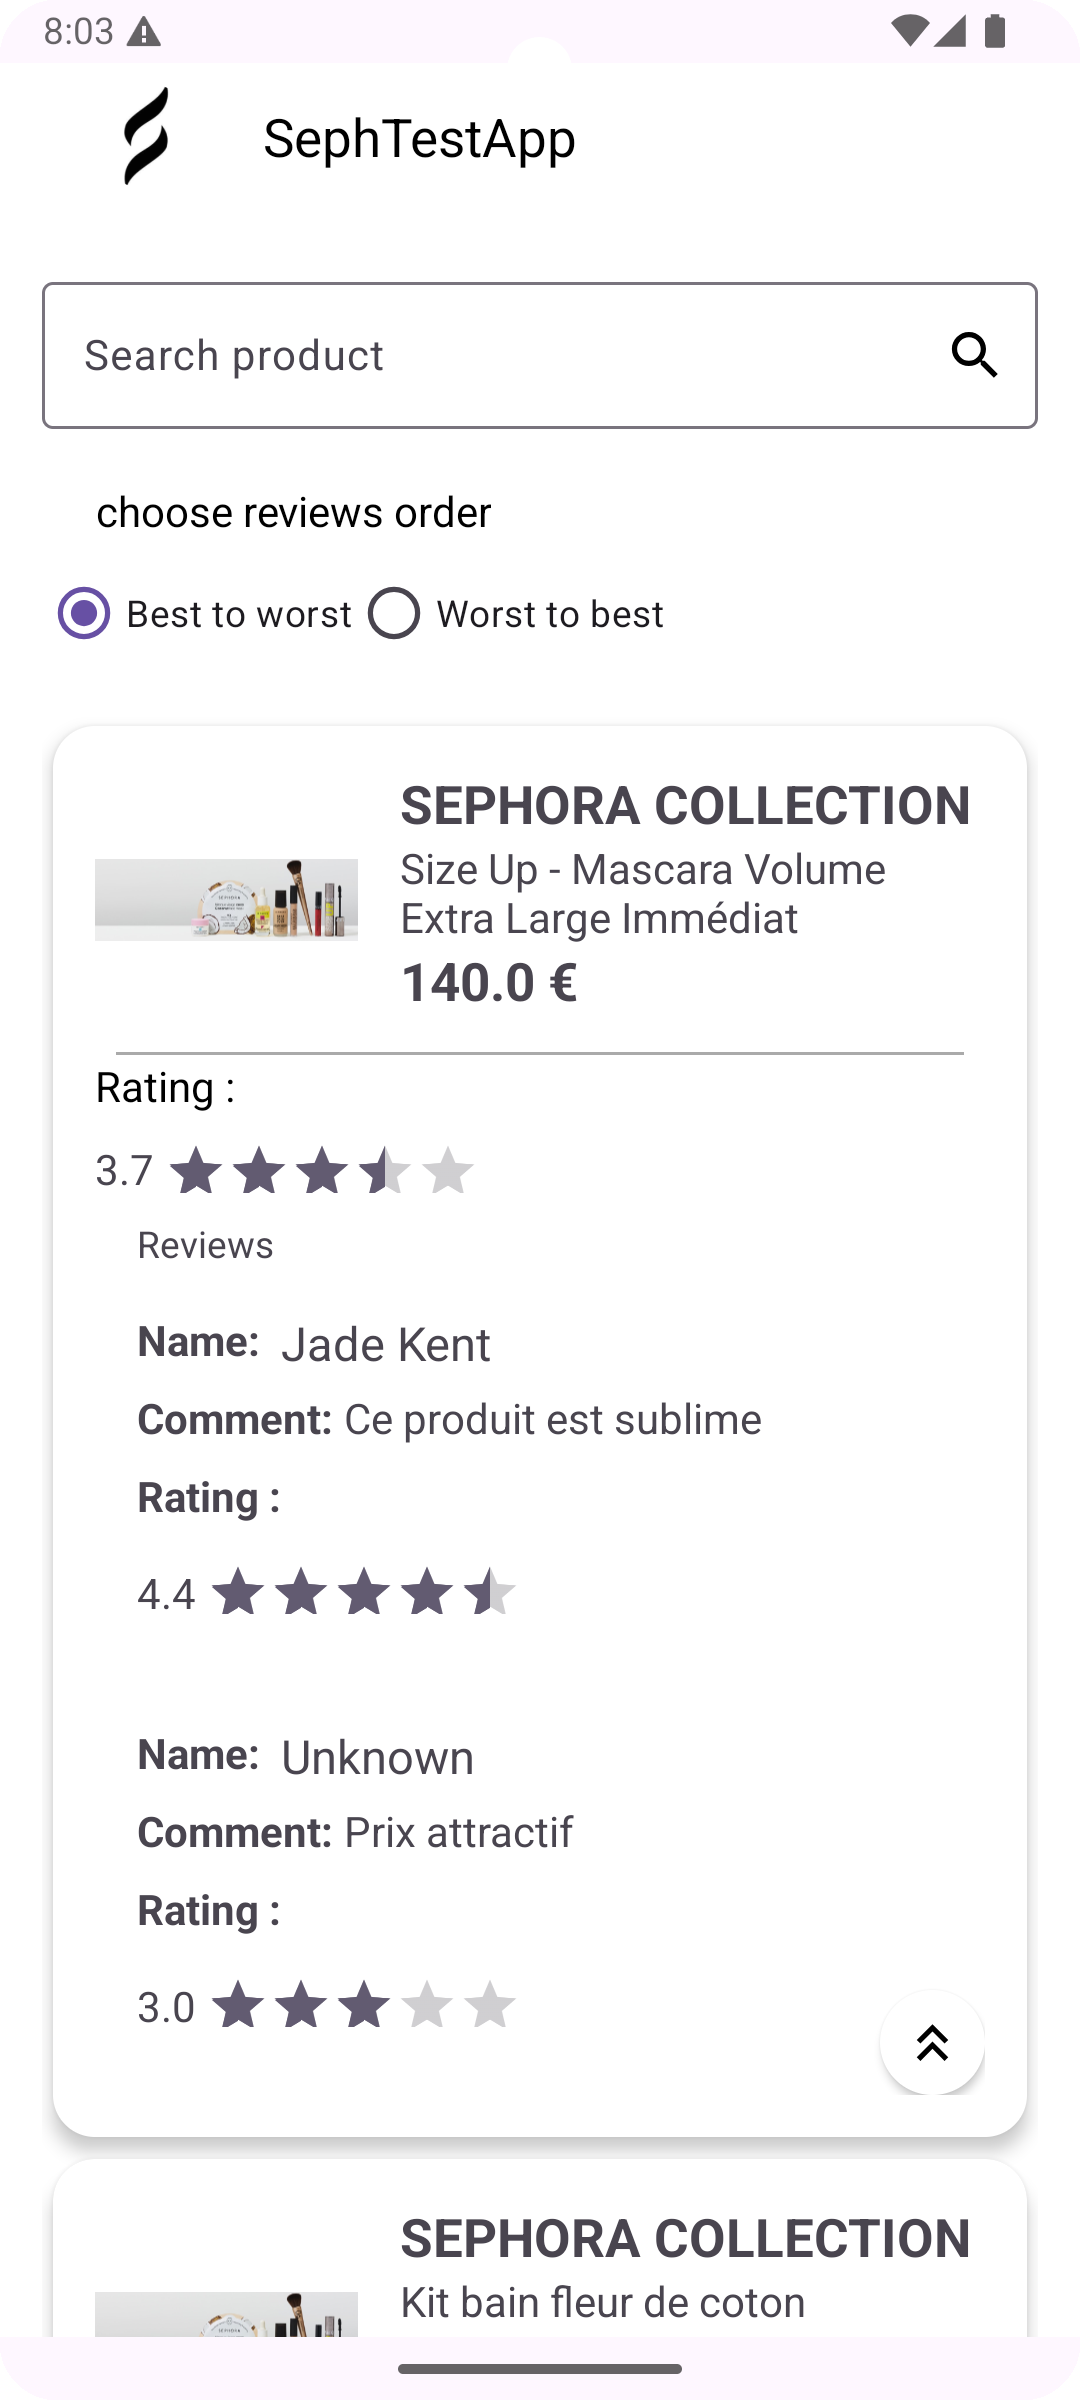 8:03
SephTestApp
Search product
choose reviews order
Best to worst Worst to best
SEPHORA COLLECTION
Size Up - Mascara Volume
Extra Large Immédiat
140.0 €
Rating :
3.7
Reviews
Name: Jade Kent
Comment: Ce produit est sublime
Rating :
4.4
Name: Unknown
Comment: Prix attractif
Rating :
3.0
SEPHORA COLLECTION
Kit bain fleur de coton